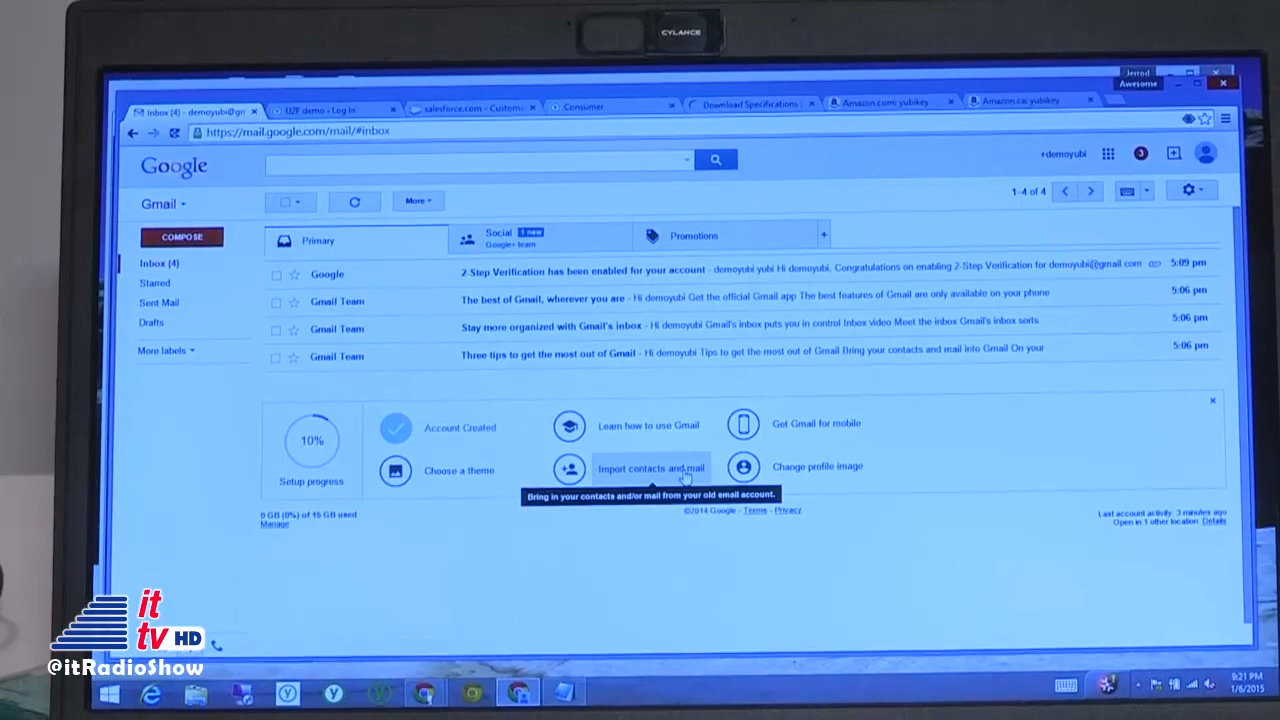 CYLANCE
Jerrod
Awesome
Inbox (4) - demoyubi@gm
U2F demo • Log In
salesforce.com - Custome
Consumer
Download Specifications |
Amazon.com: yubikey
Amazon.ca: yubikey
https://mail.google.com/mail/#inbox
Google
+demoyubi
3
Gmail
More
1-4 of 4
COMPOSE
Primary
Social 1 new
Google+ team
Promotions
+
Inbox (4)
Starred
Sent Mail
Drafts
More labels
Google 2-Step Verification has been enabled for your account - demoyubi yubi Hi demoyubi, Congratulations on enabling 2-Step Verification for demoyubi@gmail.com 5:09 pm
Gmail Team The best of Gmail, wherever you are - Hi demoyubi Get the official Gmail app The best features of Gmail are only available on your phone 5:06 pm
Gmail Team Stay more organized with Gmail's inbox - Hi demoyubi Gmail's inbox puts you in control Inbox video Meet the inbox Gmail's inbox sorts 5:06 pm
Gmail Team Three tips to get the most out of Gmail - Hi demoyubi Tips to get the most out of Gmail Bring your contacts and mail into Gmail On your 5:06 pm
10%
Setup progress
Account Created
Learn how to use Gmail
Get Gmail for mobile
Choose a theme
Import contacts and mail
Change profile image
Bring in your contacts and/or mail from your old email account.
0 GB (0%) of 15 GB used
Manage
©2014 Google - Terms - Privacy
Last account activity: 3 minutes ago
Open in 1 other location Details
it
tv HD
@itRadioShow
9:21 PM
1/6/2015